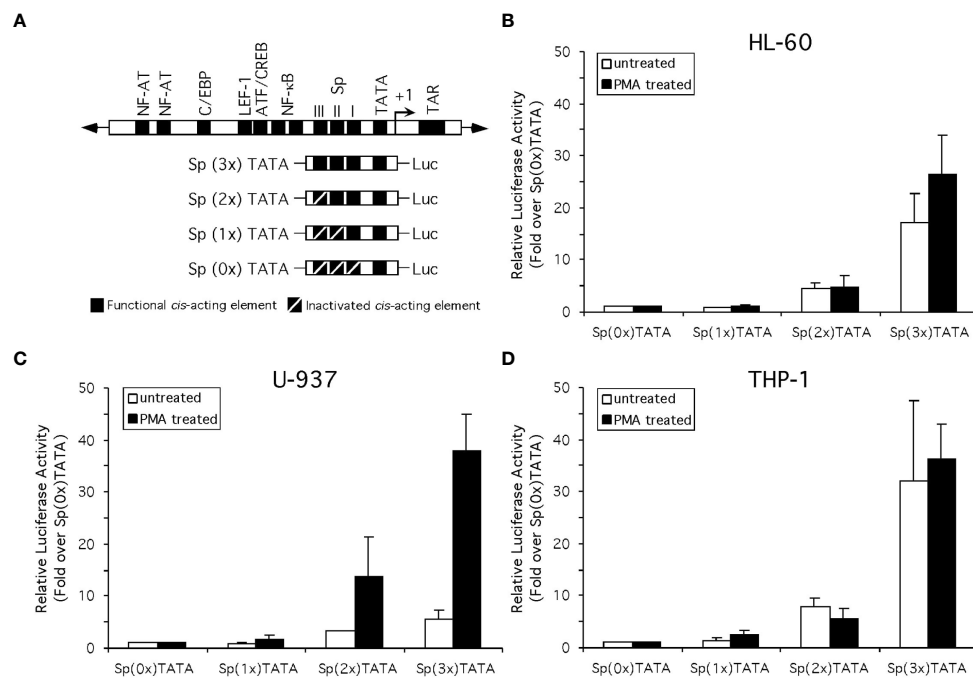 A
NF-AT
NF-AT
C/EBP
LEF-1
ATF/CREB
NF-κB
III
II
I
Sp
TATA
+1
TAR
Sp (3x) TATA
Luc
Sp (2x) TATA
Luc
Sp (1x) TATA
Luc
Sp (0x) TATA
Luc
Functional cis-acting element
Inactivated cis-acting element
B
HL-60
untreated
PMA treated
Relative Luciferase Activity
(Fold over Sp(0x)TATA)
50
40
30
20
10
0
Sp(0x)TATA
Sp(1x)TATA
Sp(2x)TATA
Sp(3x)TATA
C
U-937
untreated
PMA treated
Relative Luciferase Activity
(Fold over Sp(0x)TATA)
50
40
30
20
10
0
Sp(0x)TATA
Sp(1x)TATA
Sp(2x)TATA
Sp(3x)TATA
D
THP-1
untreated
PMA treated
Relative Luciferase Activity
(Fold over Sp(0x)TATA)
50
40
30
20
10
0
Sp(0x)TATA
Sp(1x)TATA
Sp(2x)TATA
Sp(3x)TATA